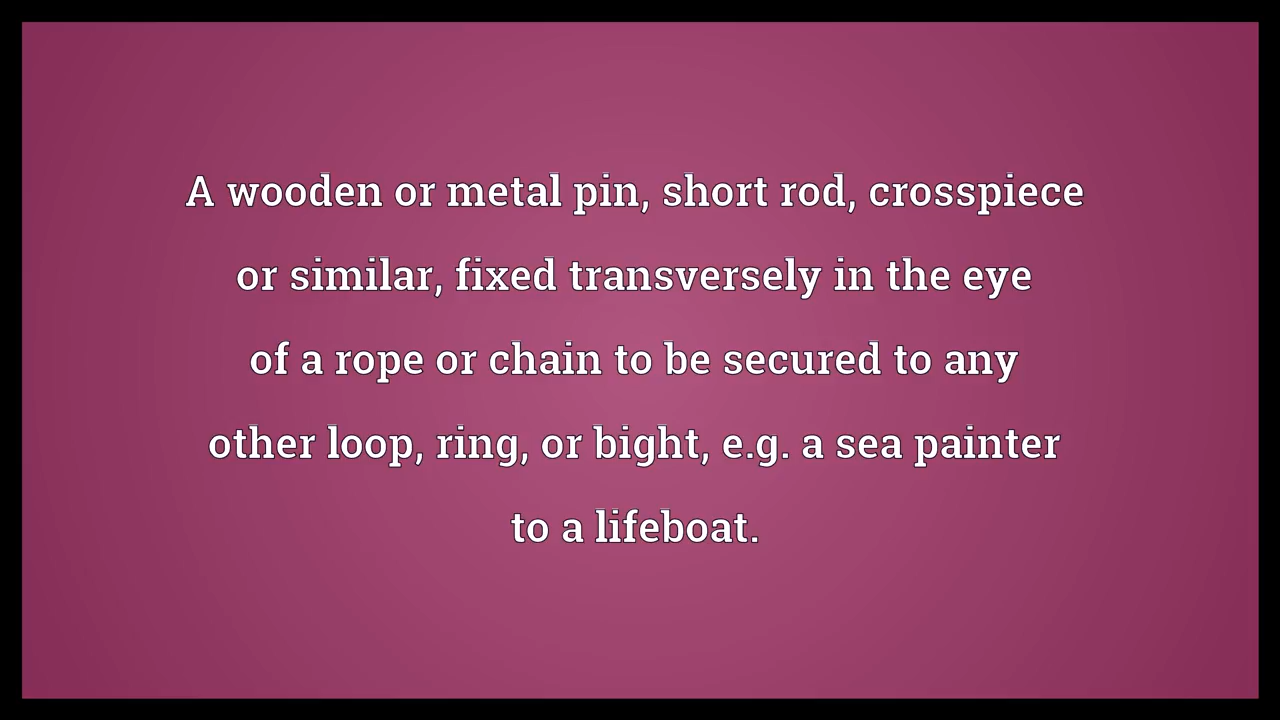 A wooden or metal pin, short rod, crosspiece
or similar, fixed transversely in the eye
of a rope or chain to be secured to any
other loop, ring, or bight, e.g. a sea painter
to a lifeboat.